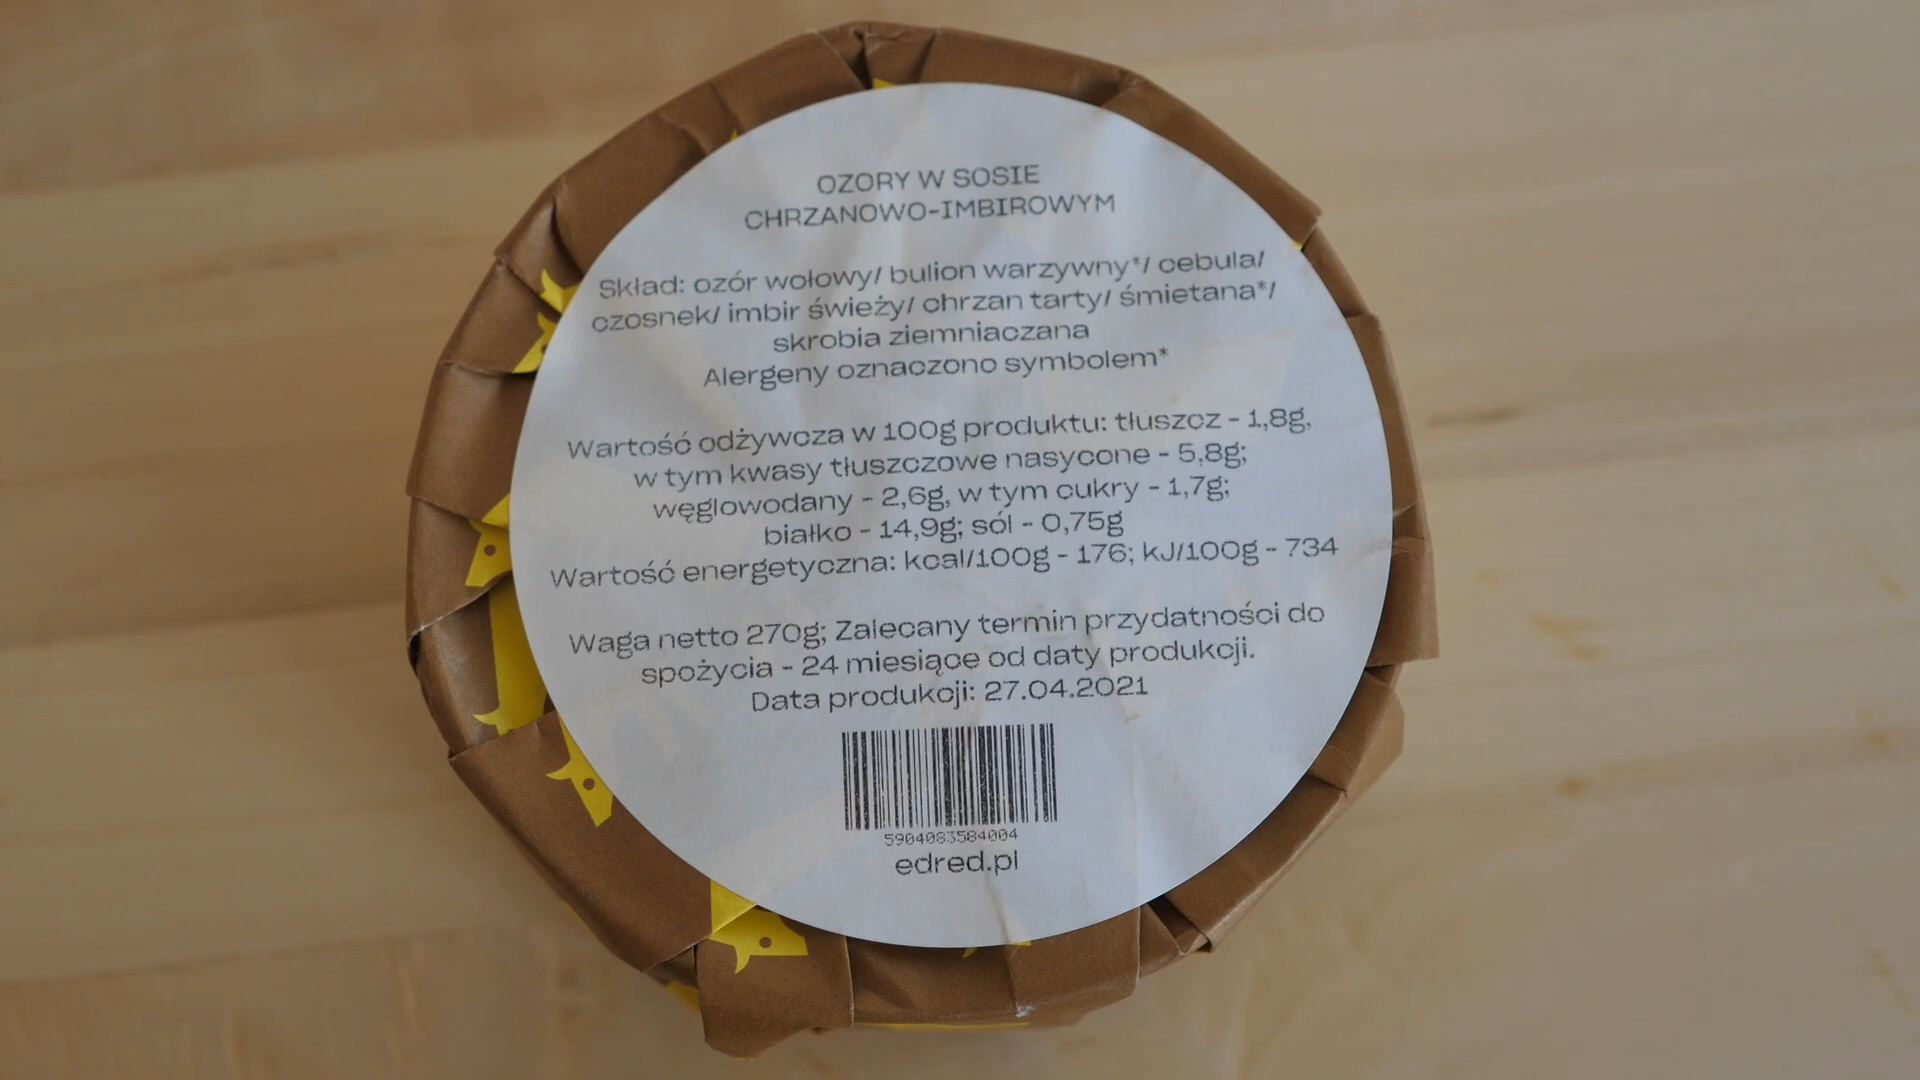 OZORY W SOSIE
CHRZANOWO-IMBIROWYM
Skład: ozór wołowy/ bulion warzywny*/ cebula/
czosnek/ imbir świeży/ chrzan tarty/ śmietana*/
skrobia ziemniaczana
Alergeny oznaczono symbolem*
Wartość odżywcza w 100g produktu: tłuszcz - 1,8g,
w tym kwasy tłuszczowe nasycone - 5,8g;
węglowodany - 2,6g, w tym cukry - 1,7g;
białko - 14,9g; sól - 0,75g
Wartość energetyczna: kcal/100g - 176; kJ/100g - 734
Waga netto 270g; Zalecany termin przydatności do
spożycia - 24 miesiące od daty produkcji.
Data produkcji: 27.04.2021
5904083584004
edred.pl